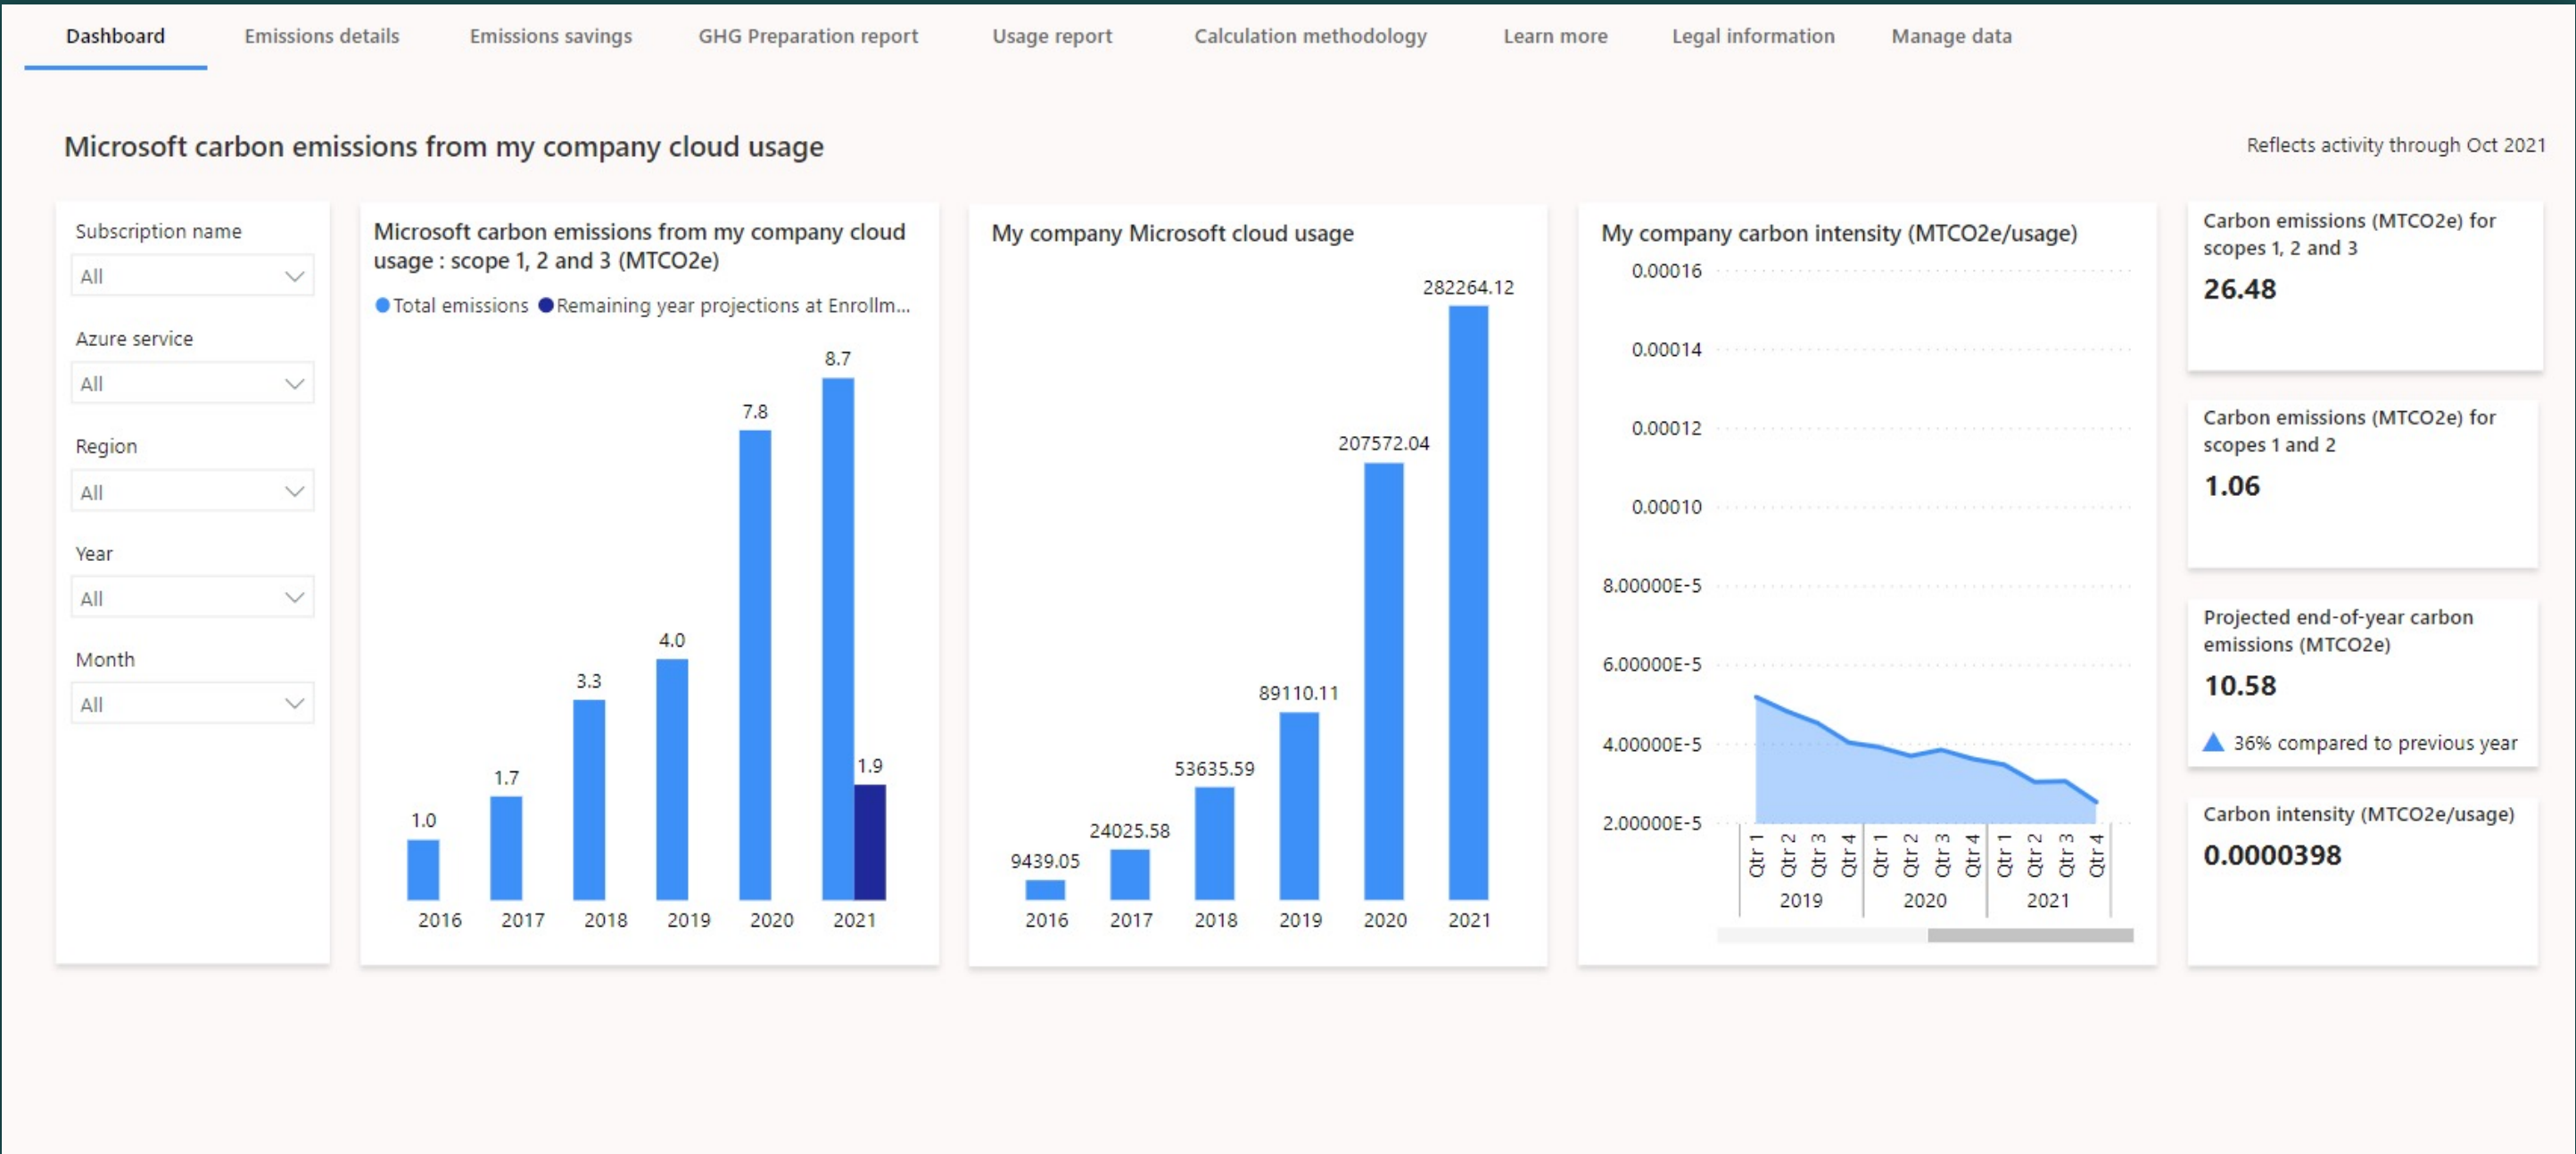 Dashboard
Emissions details
Emissions savings
GHG Preparation report
Usage report
Calculation methodology
Learn more
Legal information
Manage data
Microsoft carbon emissions from my company cloud usage
Reflects activity through Oct 2021
Subscription name
All
Azure service
All
Region
All
Year
All
Month
All
Microsoft carbon emissions from my company cloud
usage : scope 1, 2 and 3 (MTCO2e)
Total emissions
Remaining year projections at Enrollm...
1.0
1.7
3.3
4.0
7.8
8.7
1.9
2016
2017
2018
2019
2020
2021
My company Microsoft cloud usage
9439.05
24025.58
53635.59
89110.11
207572.04
282264.12
2016
2017
2018
2019
2020
2021
My company carbon intensity (MTCO2e/usage)
0.00016
0.00014
0.00012
0.00010
8.00000E-5
6.00000E-5
4.00000E-5
2.00000E-5
Qtr 1
Qtr 2
Qtr 3
Qtr 4
Qtr 1
Qtr 2
Qtr 3
Qtr 4
Qtr 1
Qtr 2
Qtr 3
Qtr 4
2019
2020
2021
Carbon emissions (MTCO2e) for
scopes 1, 2 and 3
26.48
Carbon emissions (MTCO2e) for
scopes 1 and 2
1.06
Projected end-of-year carbon
emissions (MTCO2e)
10.58
36% compared to previous year
Carbon intensity (MTCO2e/usage)
0.0000398